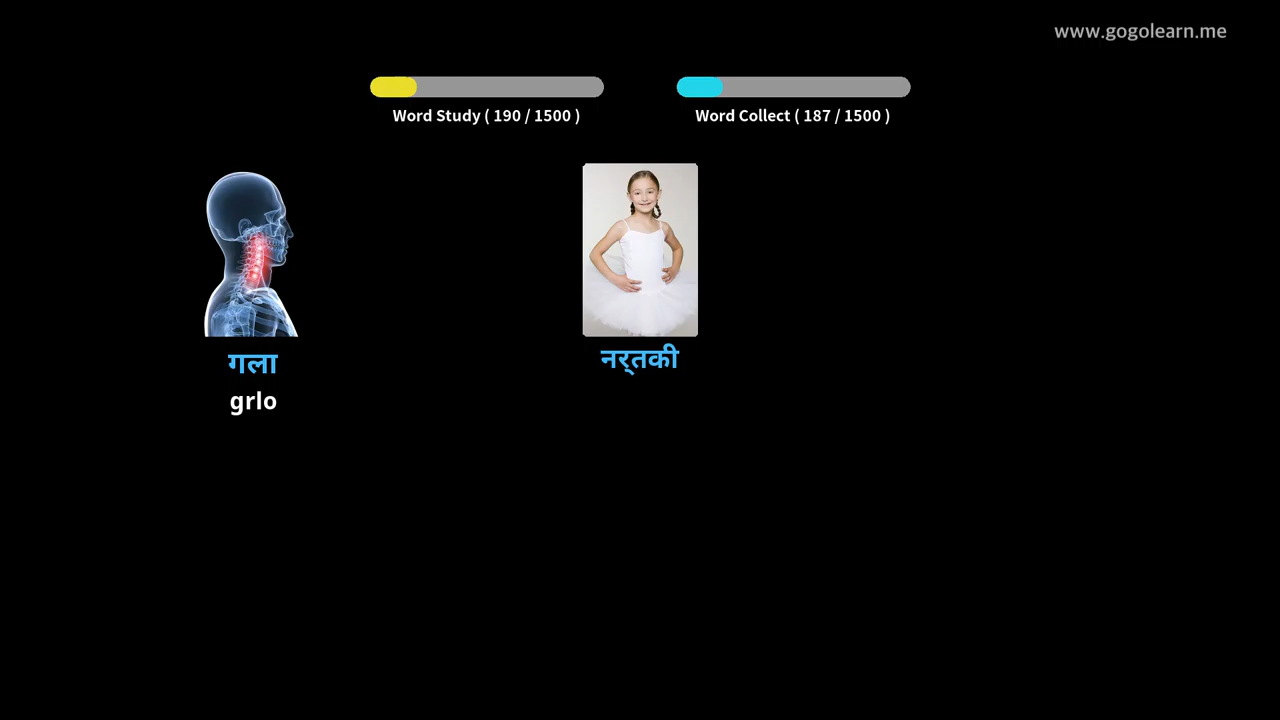 www.gogolearn.me
Word Study ( 190 / 1500 )
Word Collect ( 187 / 1500 )
गला
नर्‌तकी
grlo